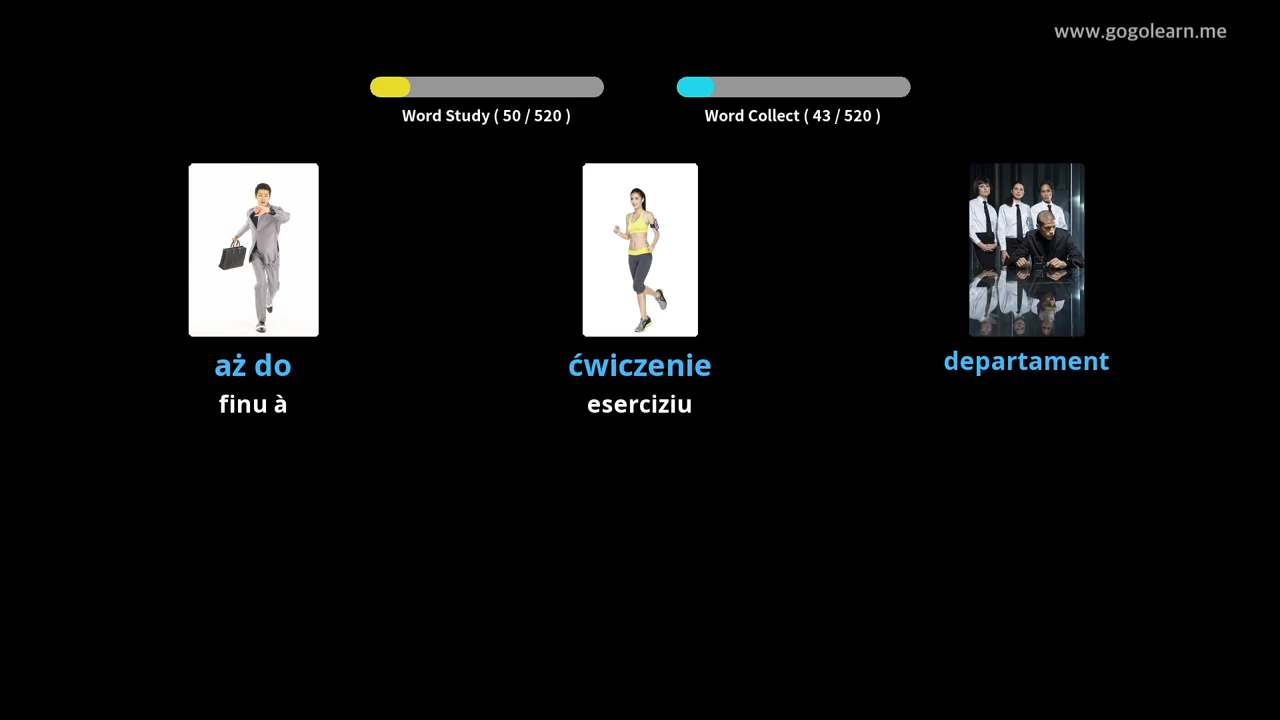 www.gogolearn.me
Word Study ( 50 / 520 )
Word Collect ( 43 / 520 )
aż do
finu à
ćwiczenie
eserciziu
departament